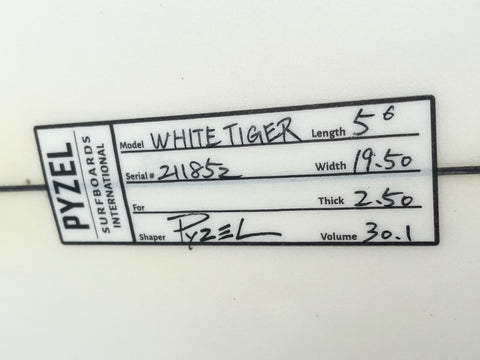 PYZEL
SURFBOARDS
INTERNATIONAL
Model WHITE TIGER Length 5 6
Serial # 211852 Width 19.50
For Thick 2.50
Shaper PYZEL Volume 30.1